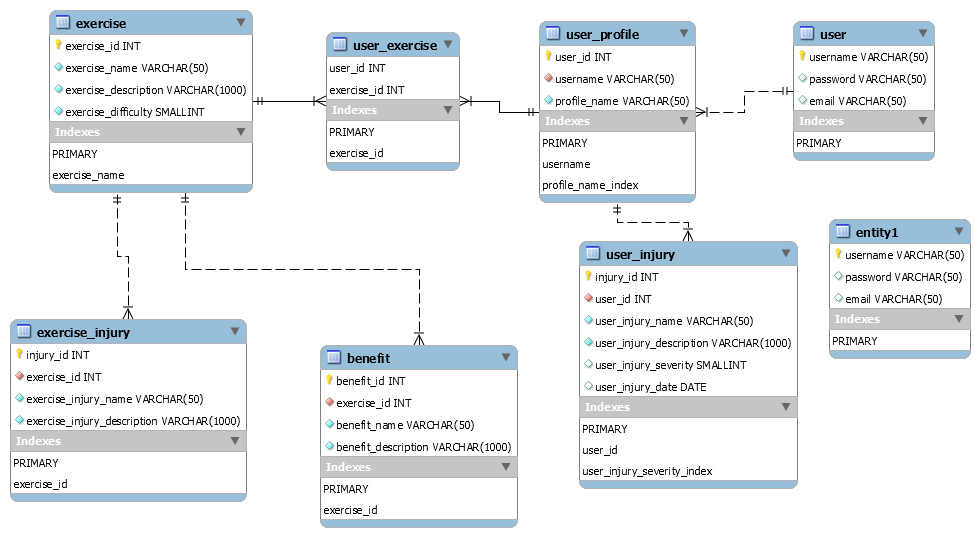 exercise
exercise_id INT
exercise_name VARCHAR(50)
exercise_description VARCHAR(1000)
exercise_difficulty SMALLINT
Indexes
PRIMARY
exercise_name
user_exercise
user_id INT
exercise_id INT
Indexes
PRIMARY
exercise_id
user_profile
user_id INT
username VARCHAR(50)
profile_name VARCHAR(50)
Indexes
PRIMARY
username
profile_name_index
user
username VARCHAR(50)
password VARCHAR(50)
email VARCHAR(50)
Indexes
PRIMARY
entity1
username VARCHAR(50)
password VARCHAR(50)
email VARCHAR(50)
Indexes
PRIMARY
user_injury
injury_id INT
user_id INT
user_injury_name VARCHAR(50)
user_injury_description VARCHAR(1000)
user_injury_severity SMALLINT
user_injury_date DATE
Indexes
PRIMARY
user_id
user_injury_severity_index
exercise_injury
injury_id INT
exercise_id INT
exercise_injury_name VARCHAR(50)
exercise_injury_description VARCHAR(1000)
Indexes
PRIMARY
exercise_id
benefit
benefit_id INT
exercise_id INT
benefit_name VARCHAR(50)
benefit_description VARCHAR(1000)
Indexes
PRIMARY
exercise_id